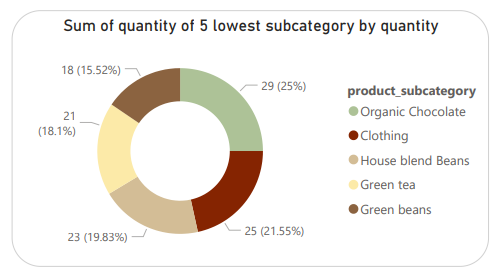 Sum of quantity of 5 lowest subcategory by quantity
18 (15.52%)
29 (25%)
21
(18.1%)
23 (19.83%)
25 (21.55%)
product_subcategory
Organic Chocolate
Clothing
House blend Beans
Green tea
Green beans